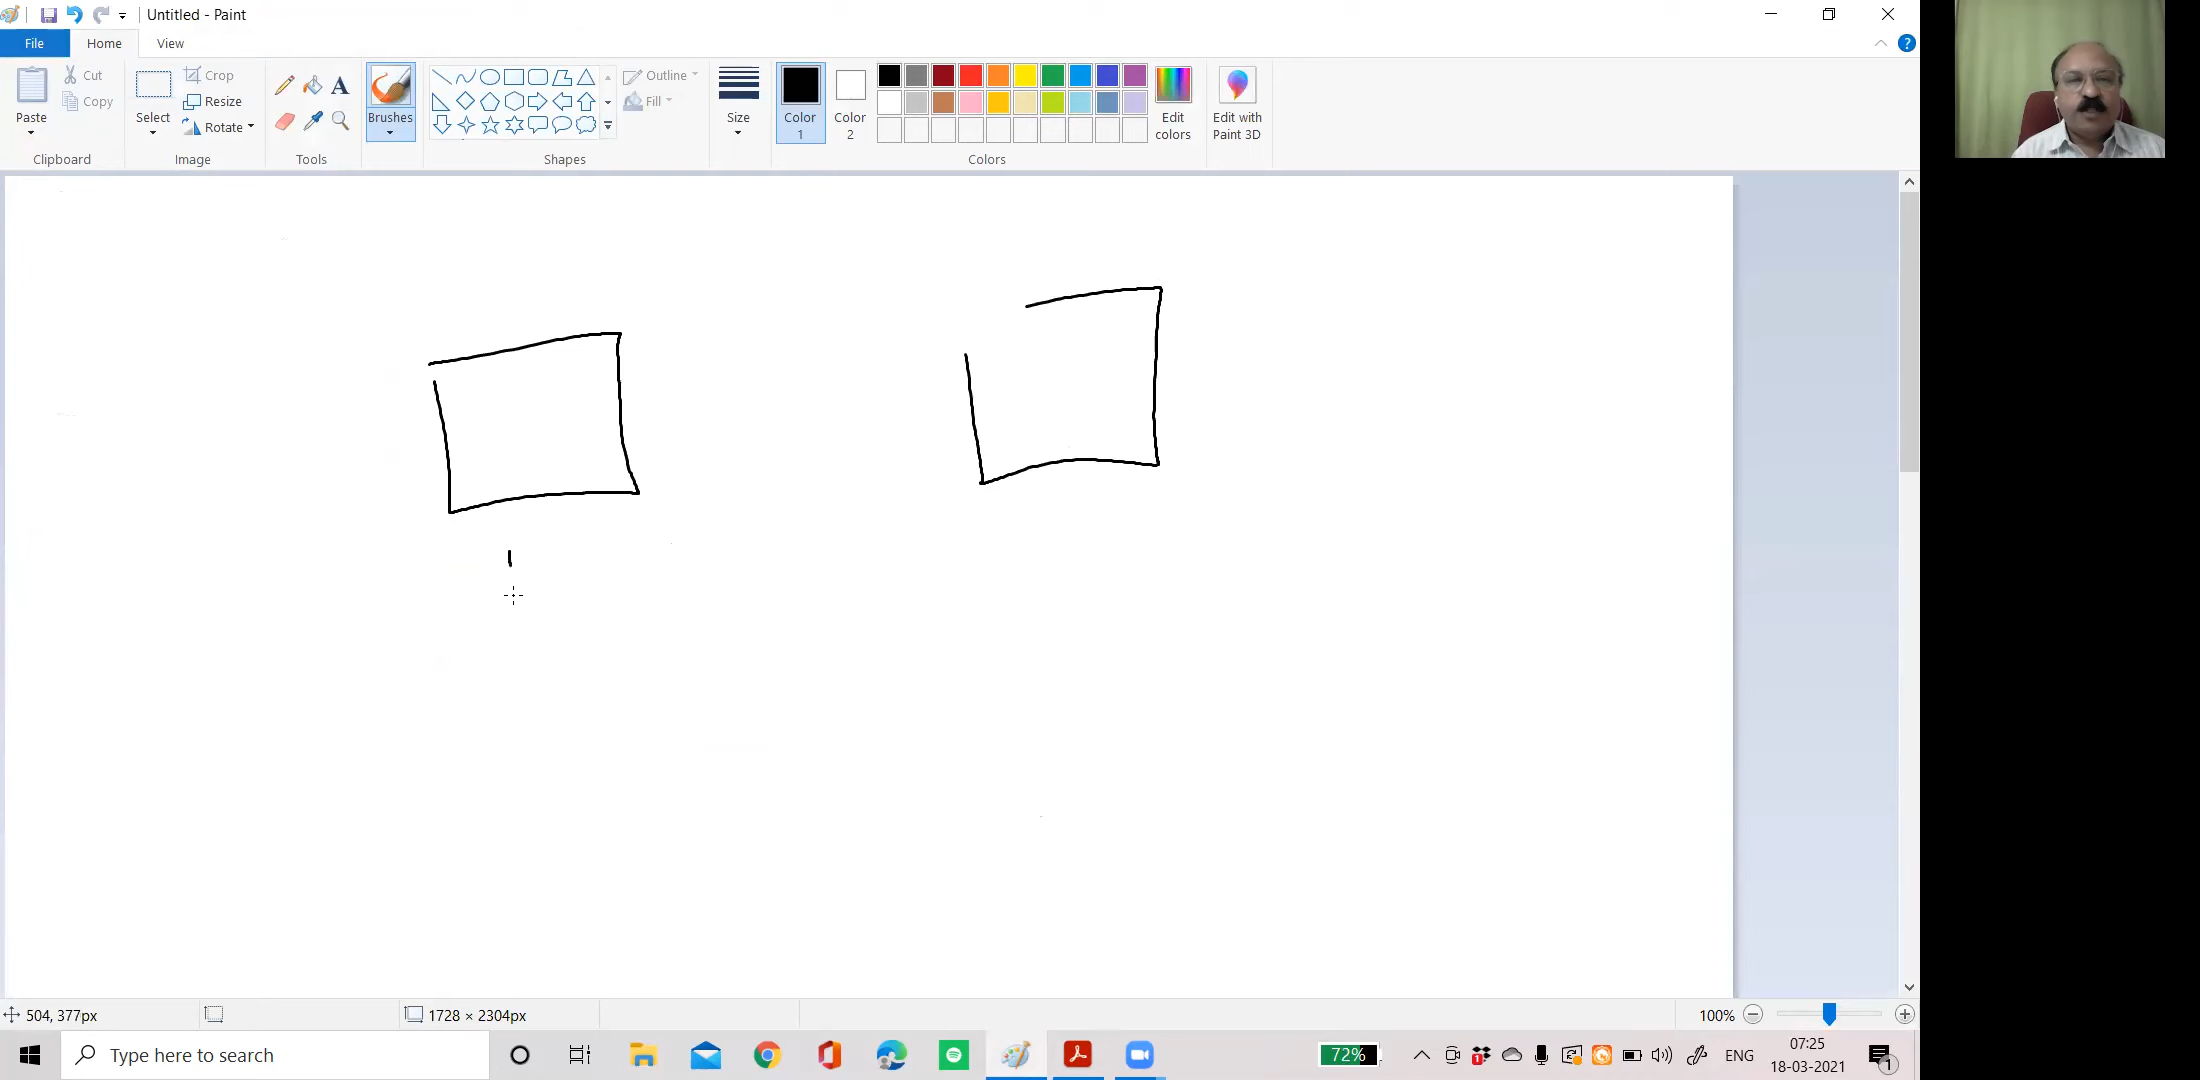 Untitled - Paint
File Home View
Paste
Clipboard
Cut
Copy
Select
Crop
Resize
Rotate
Image
Tools
Brushes
Shapes
Outline
Fill
Size
Color 1
Color 2
Edit colors
Colors
Edit with Paint 3D
504, 377px
1728 × 2304px
100%
Type here to search
72%
1
ENG
07:25
18-03-2021
1